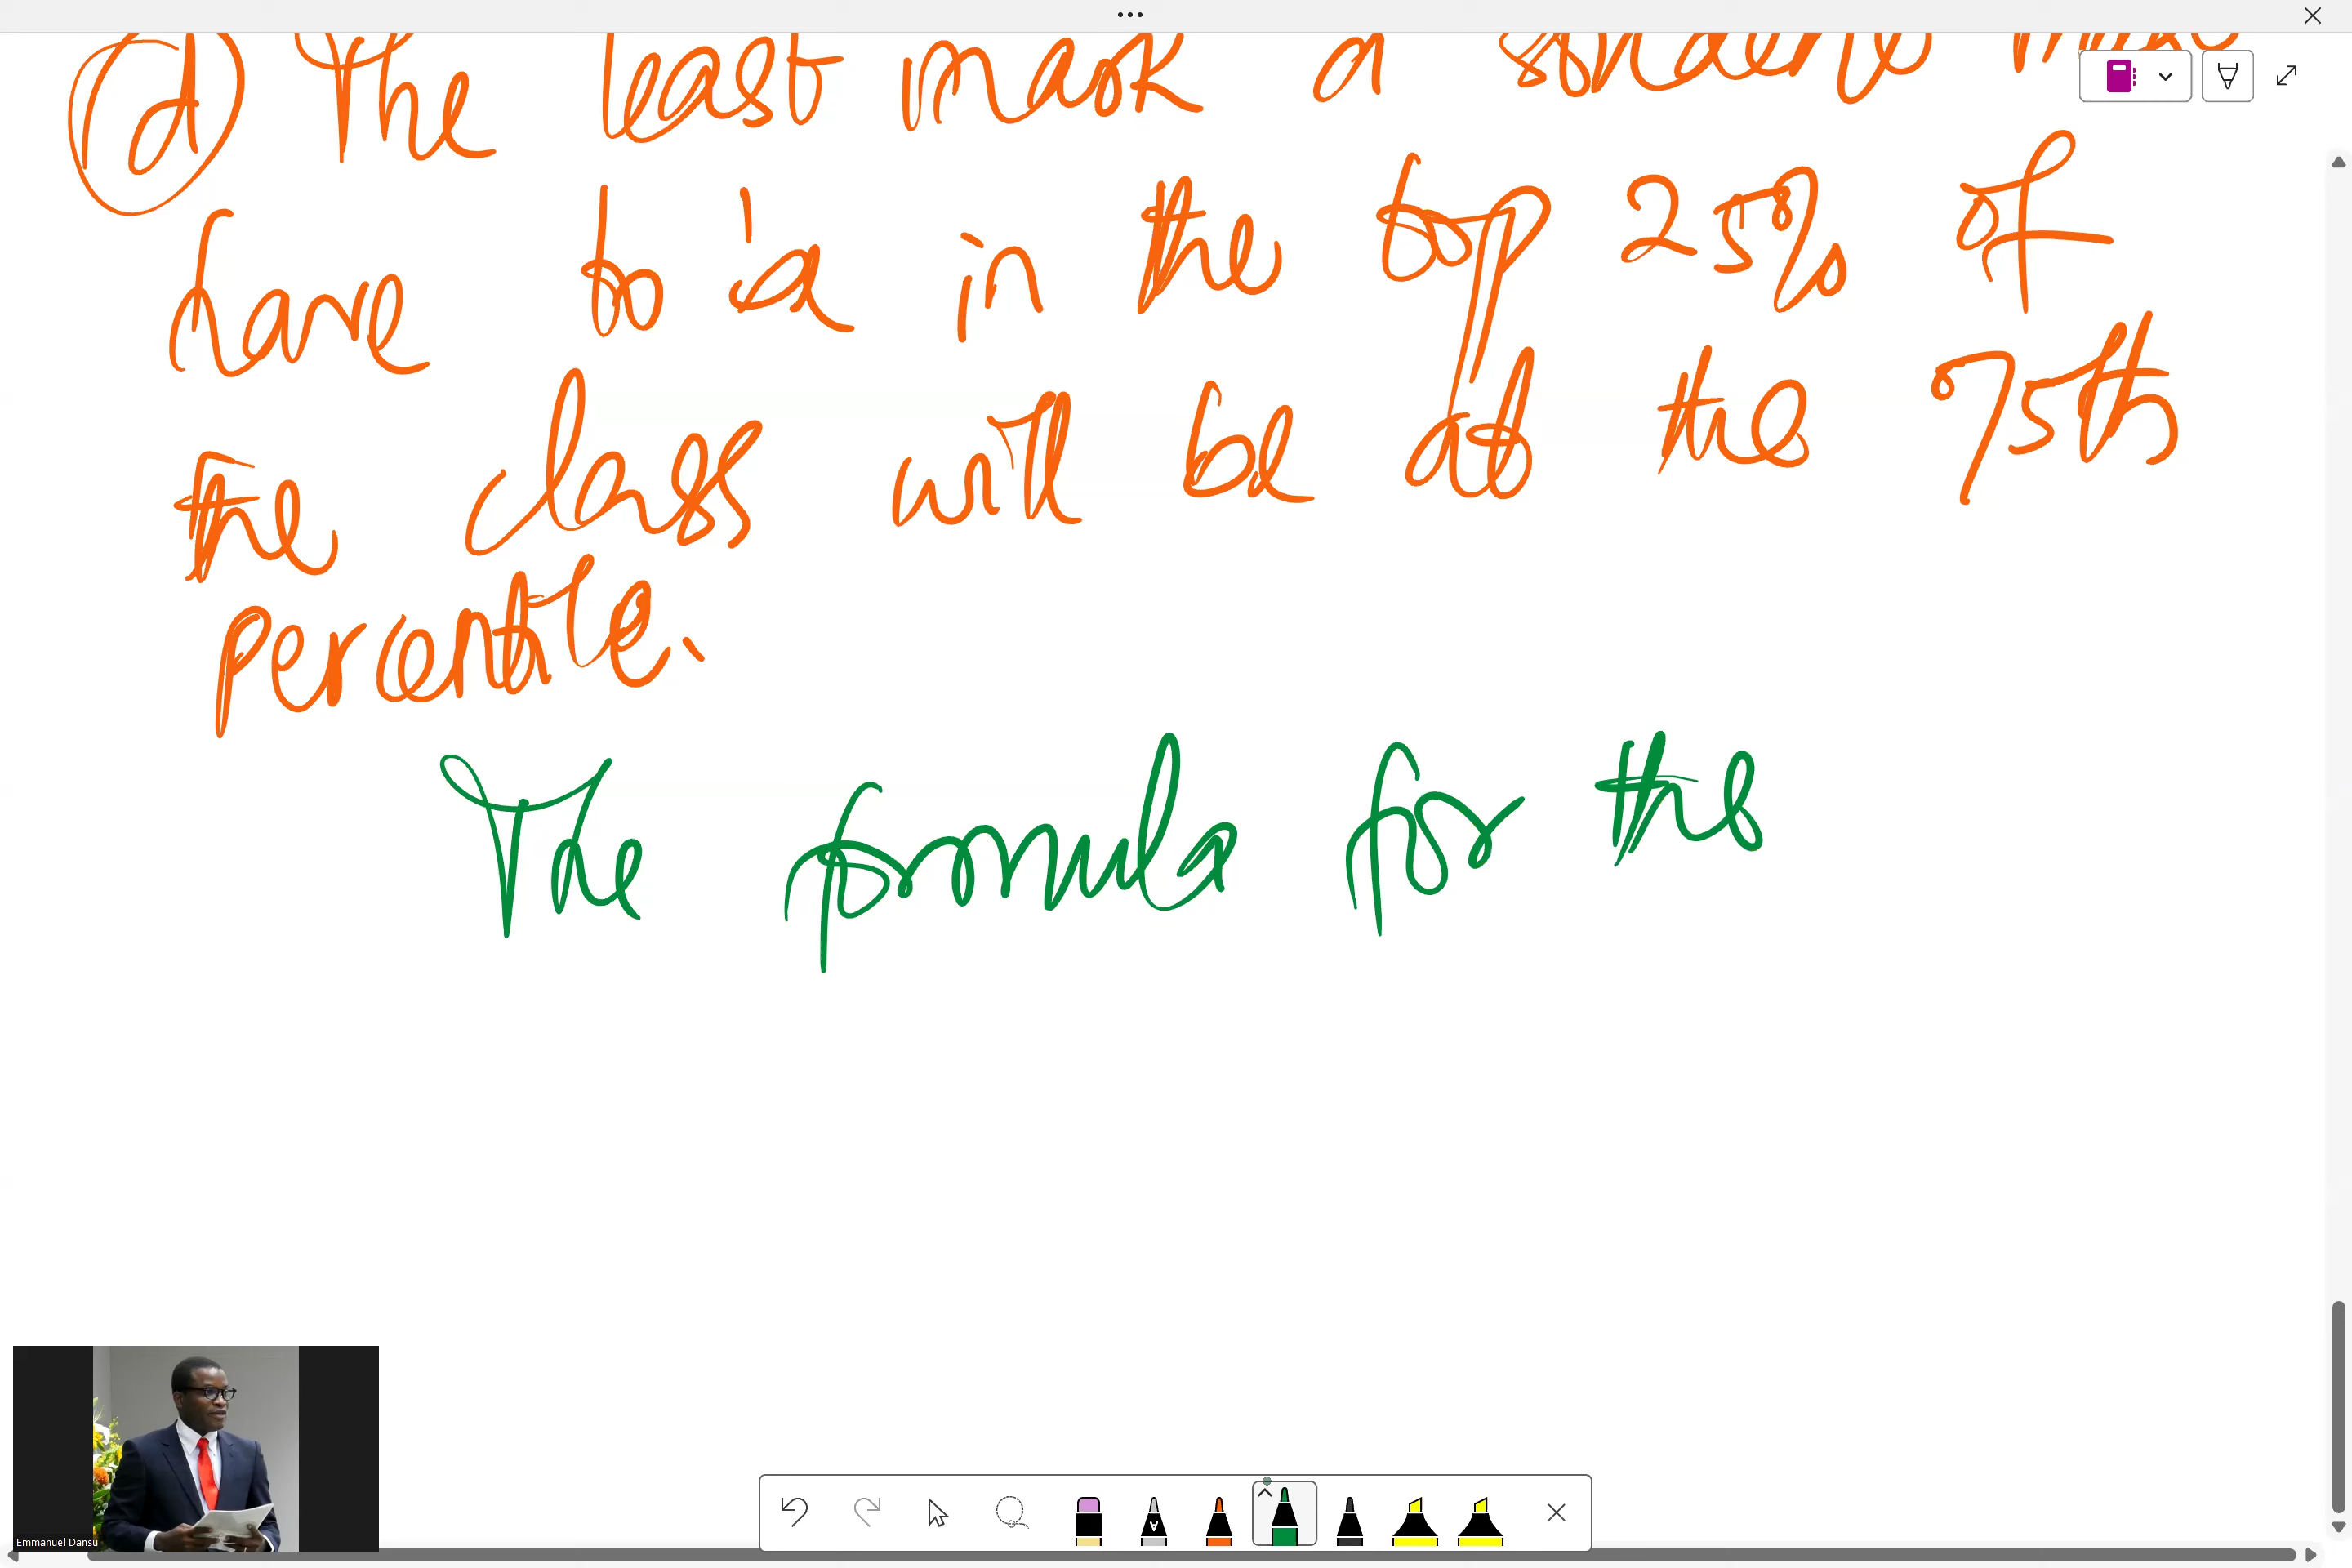 (d) The least mark a student must
have to be in the top 25% of
the class will be at the 75th
percentile.
The formula for the
Emmanuel Dansu